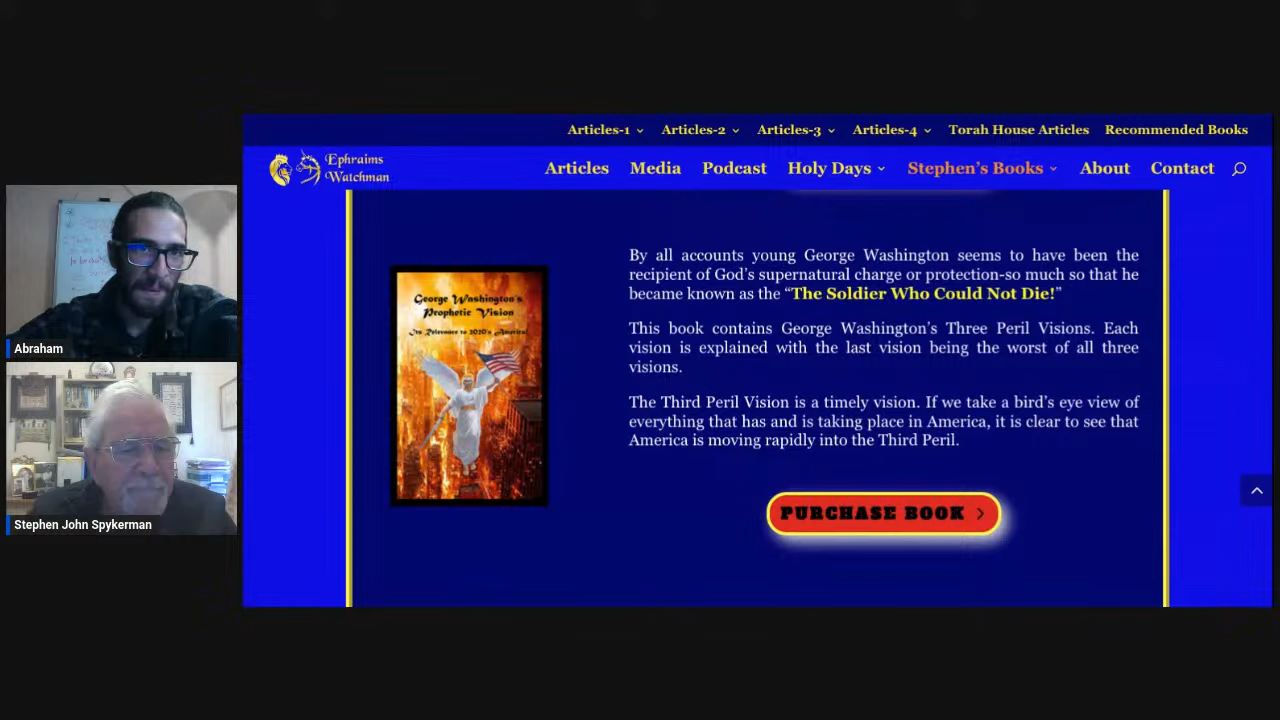 Articles-1
Articles-2
Articles-3
Articles-4
Torah House Articles
Recommended Books
Ephraims
Watchman
Articles
Media
Podcast
Holy Days
Stephen's Books
About
Contact
By all accounts young George Washington seems to have been the
recipient of God's supernatural charge or protection-so much so that he
became known as the “The Soldier Who Could Not Die!”
This book contains George Washington's Three Peril Visions. Each
vision is explained with the last vision being the worst of all three
visions.
The Third Peril Vision is a timely vision. If we take a bird's eye view of
everything that has and is taking place in America, it is clear to see that
America is moving rapidly into the Third Peril.
George Washington's
Prophetic Vision
Its Relevance to 2020's America!
PURCHASE BOOK
Abraham
Stephen John Spykerman